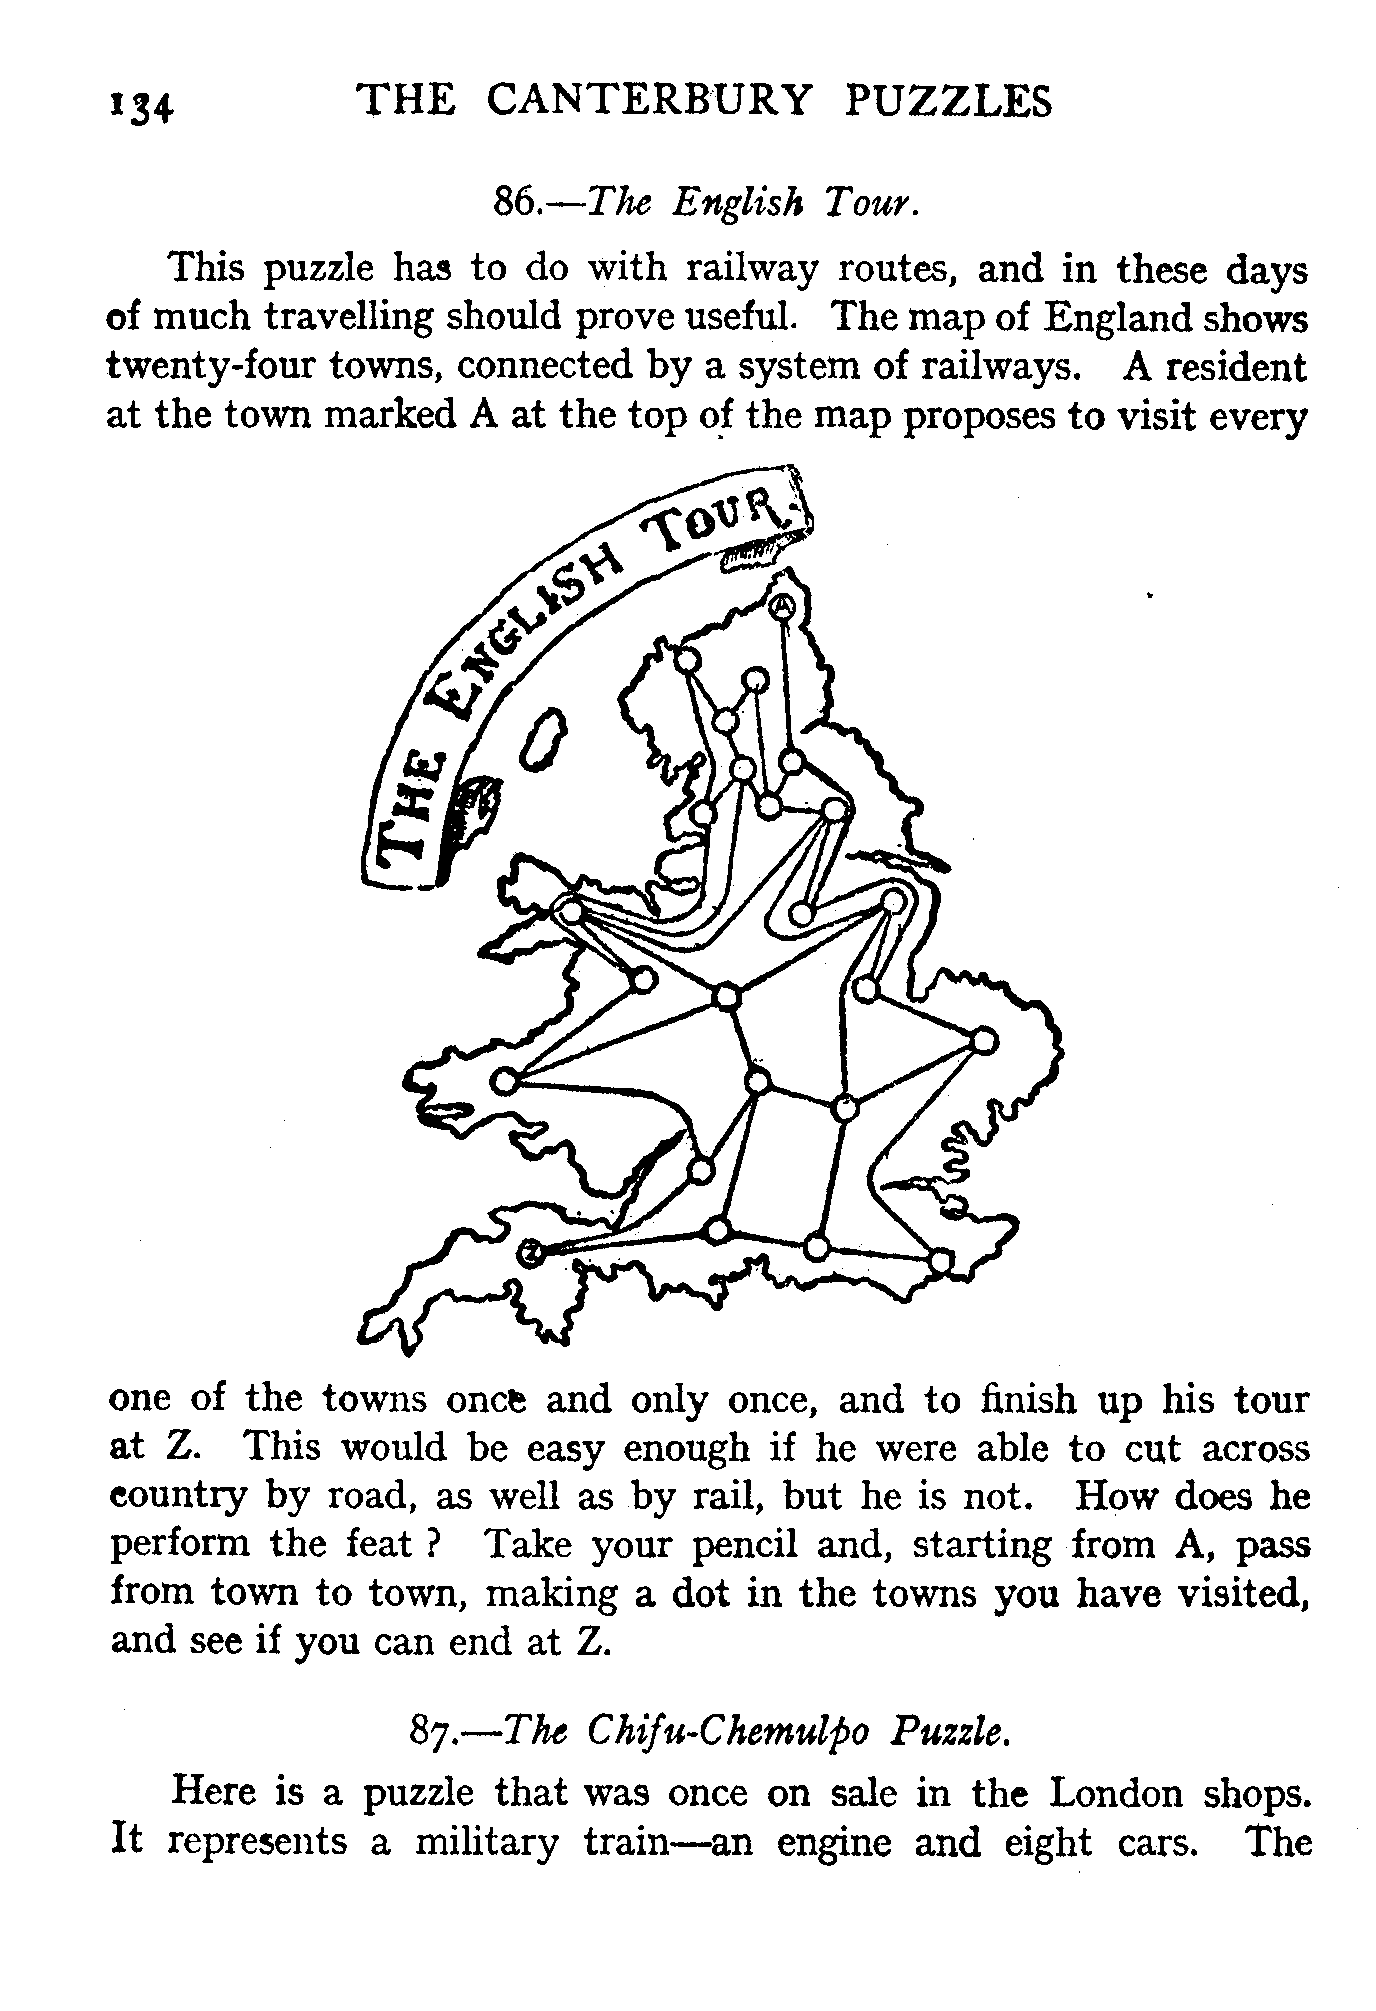 134 THE CANTERBURY PUZZLES
86.—The English Tour.
This puzzle has to do with railway routes, and in these days
of much travelling should prove useful. The map of England shows
twenty-four towns, connected by a system of railways. A resident
at the town marked A at the top of the map proposes to visit every
THE ENGLISH TOUR.
A
Z
one of the towns once and only once, and to finish up his tour
at Z. This would be easy enough if he were able to cut across
country by road, as well as by rail, but he is not. How does he
perform the feat ? Take your pencil and, starting from A, pass
from town to town, making a dot in the towns you have visited,
and see if you can end at Z.
87.—The Chifu-Chemulpo Puzzle.
Here is a puzzle that was once on sale in the London shops.
It represents a military train—an engine and eight cars. The